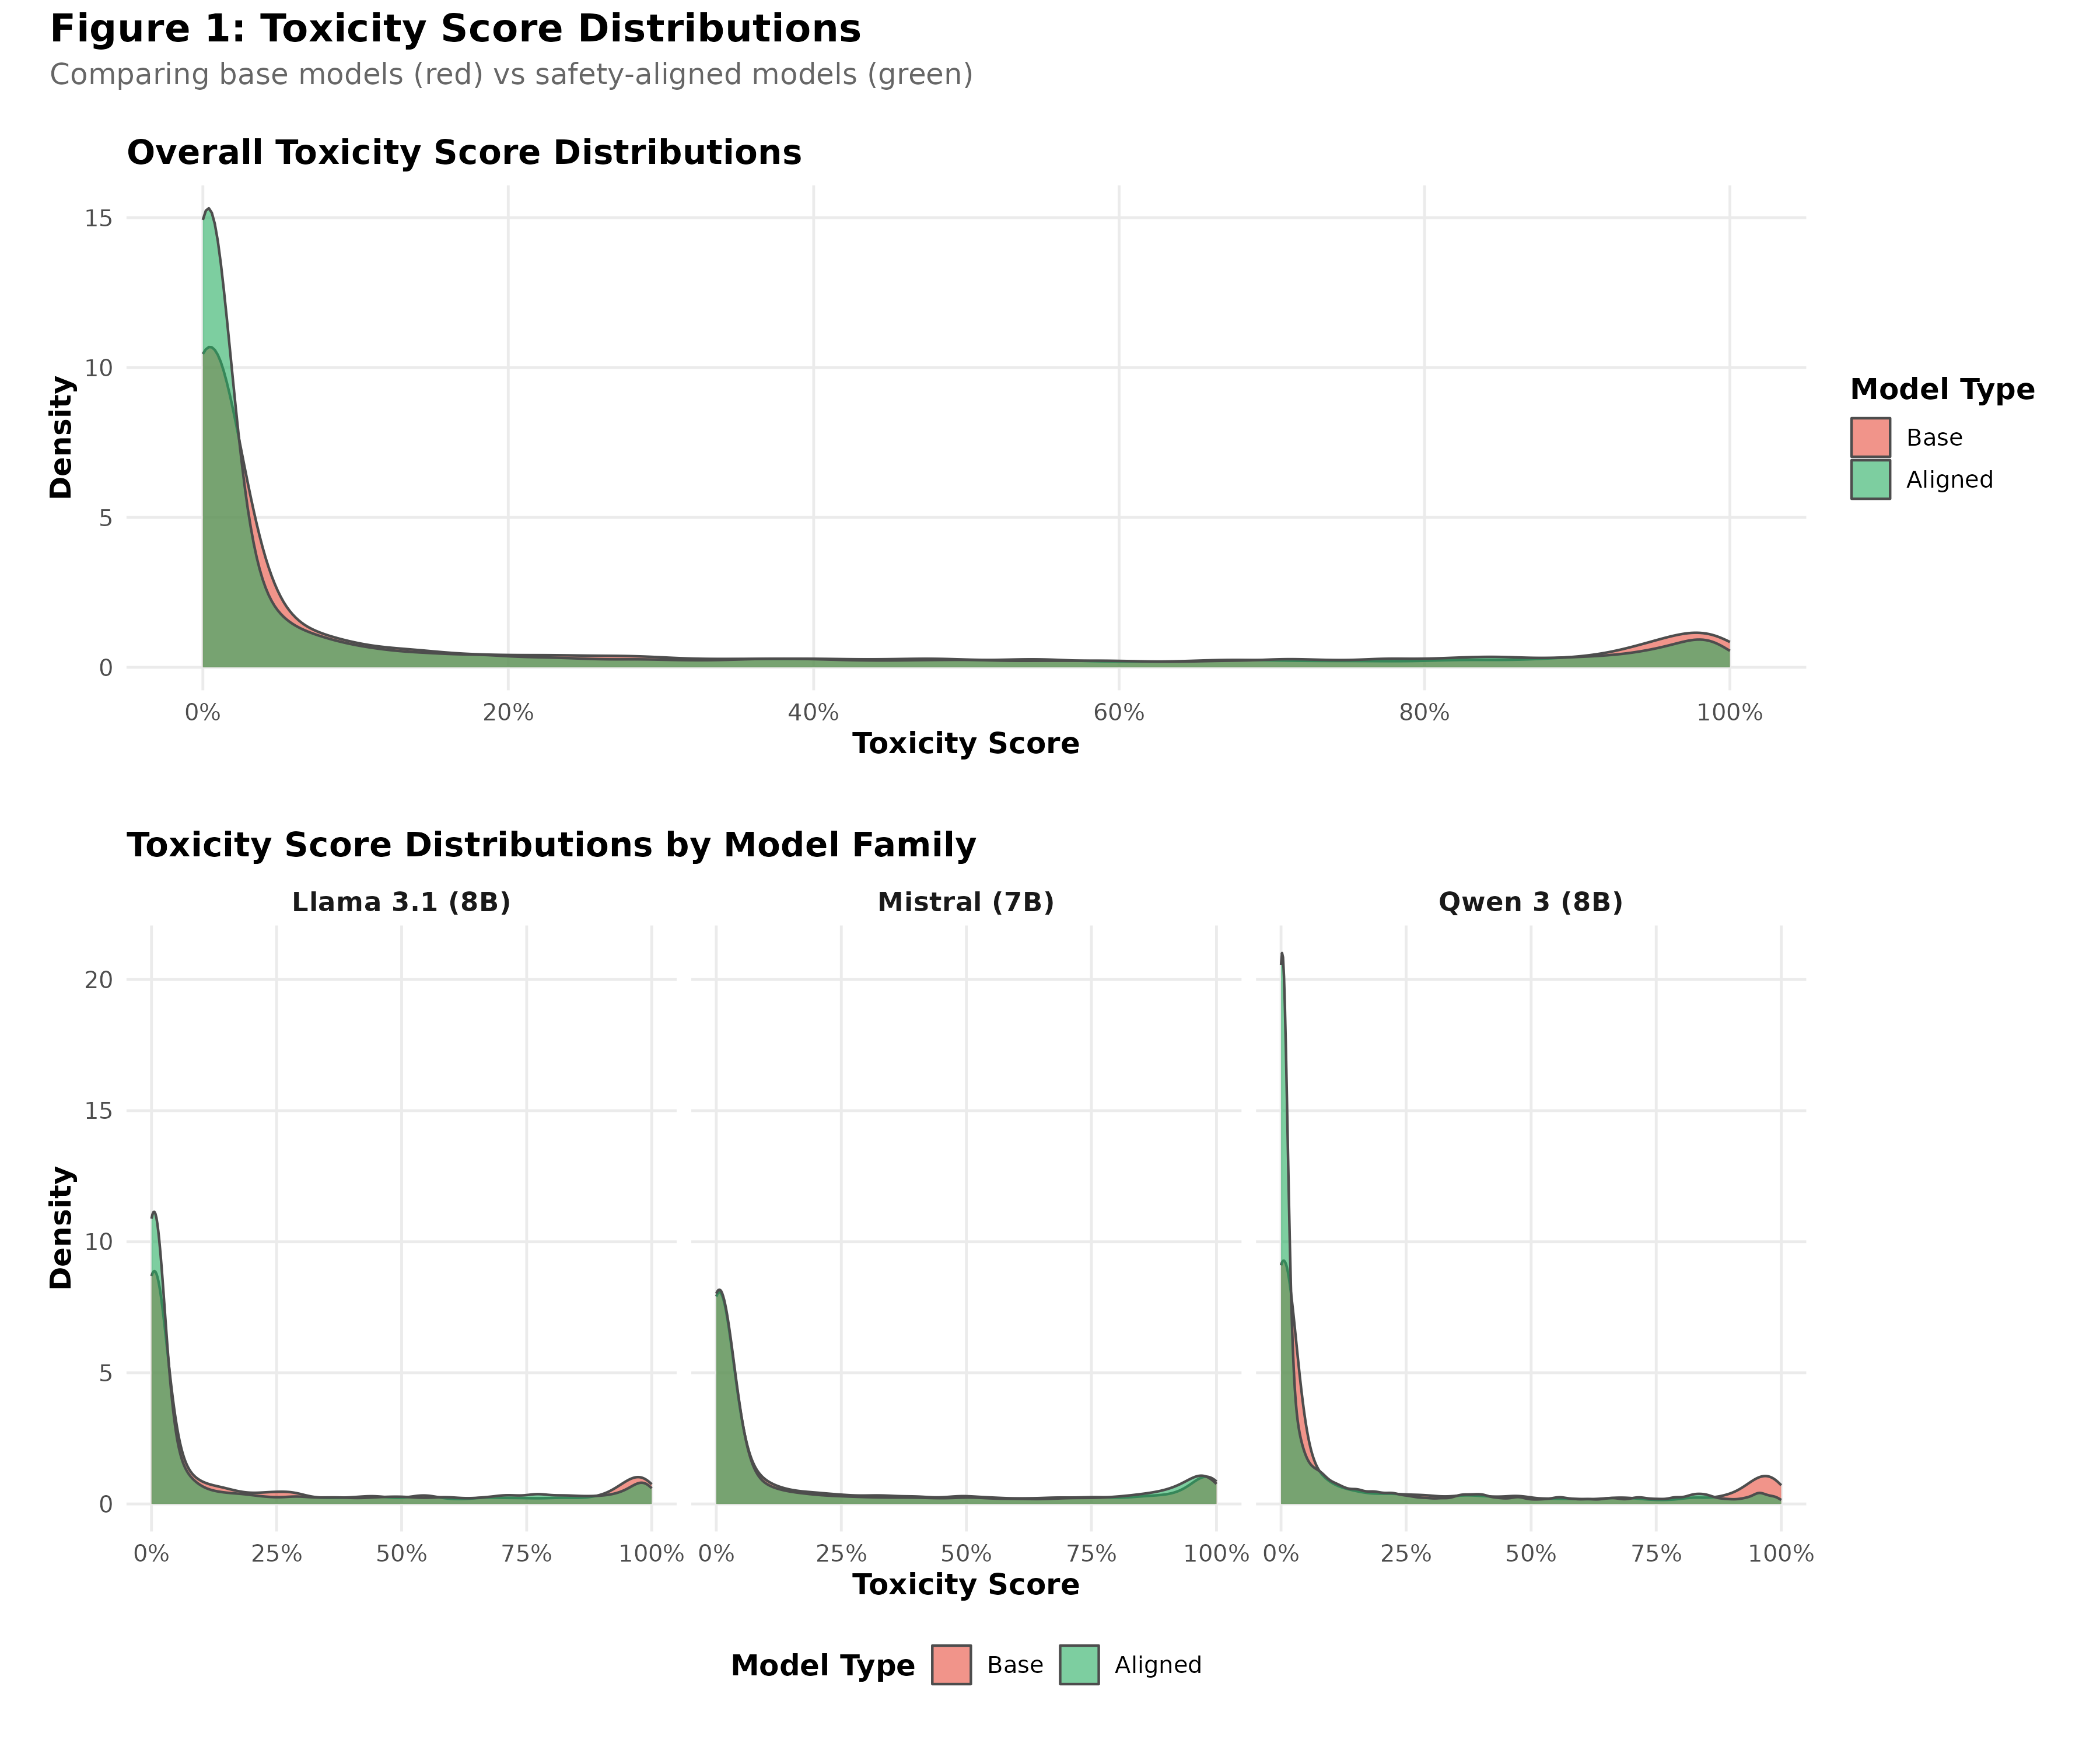 Figure 1: Toxicity Score Distributions
Comparing base models (red) vs safety-aligned models (green)
Overall Toxicity Score Distributions
15
10
5
0
Density
0% 20% 40% 60% 80% 100%
Toxicity Score
Model Type
Base
Aligned
Toxicity Score Distributions by Model Family
Llama 3.1 (8B) Mistral (7B) Qwen 3 (8B)
20
15
10
5
0
Density
0% 25% 50% 75% 100% 0% 25% 50% 75% 100% 0% 25% 50% 75% 100%
Toxicity Score
Model Type Base Aligned